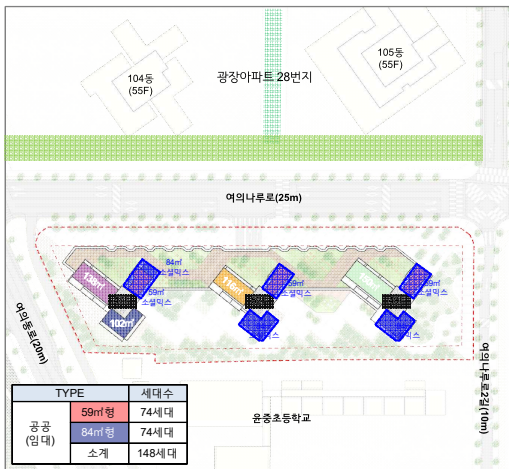 104동
(55F)
105동
(55F)
광장아파트 28번지
여의나루로(25m)
84㎡
소셜믹스
59㎡
소셜믹스
102㎡
59㎡
소셜믹스
59㎡
소셜믹스
여의동로(20m)
여의나루로2길(10m)
윤중초등학교
TYPE 세대수
공공
(임대)
59㎡형 74세대
84㎡형 74세대
소계 148세대